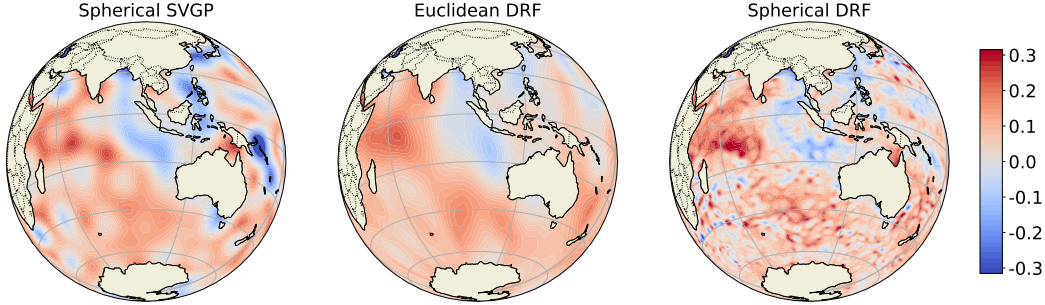 Spherical SVGP
Euclidean DRF
Spherical DRF
0.3
0.2
0.1
0.0
-0.1
-0.2
-0.3